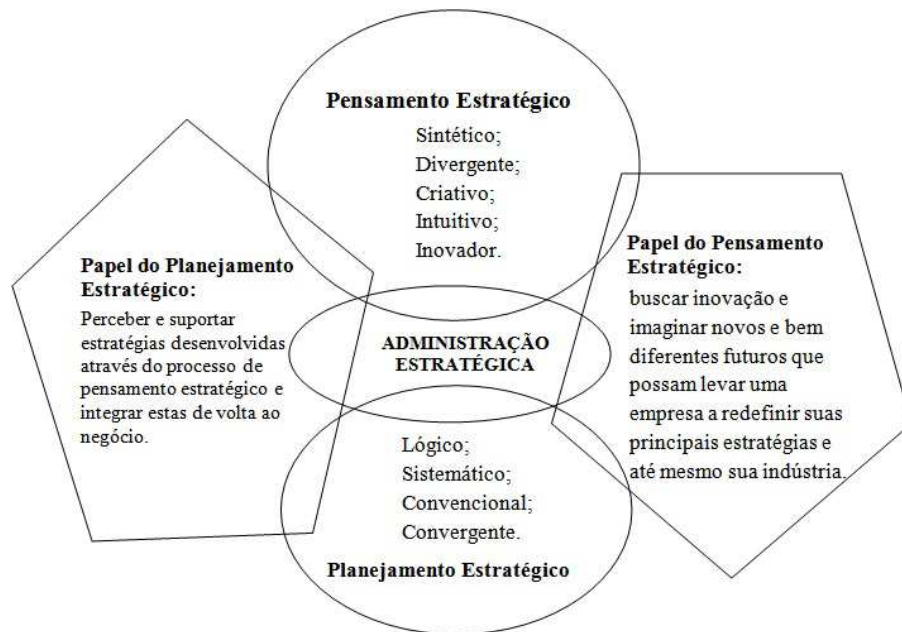 Pensamento Estratégico
Sintético;
Divergente;
Criativo;
Intuitivo;
Inovador.
Papel do Planejamento
Estratégico:
Perceber e suportar
estratégias desenvolvidas
através do processo de
pensamento estratégico e
integrar estas de volta ao
negócio.
ADMINISTRAÇÃO
ESTRATÉGICA
Papel do Pensamento
Estratégico:
buscar inovação e
imaginar novos e bem
diferentes futuros que
possam levar uma
empresa a redefinir suas
principais estratégias e
até mesmo sua indústria.
Lógico;
Sistemático;
Convencional;
Convergente.
Planejamento Estratégico